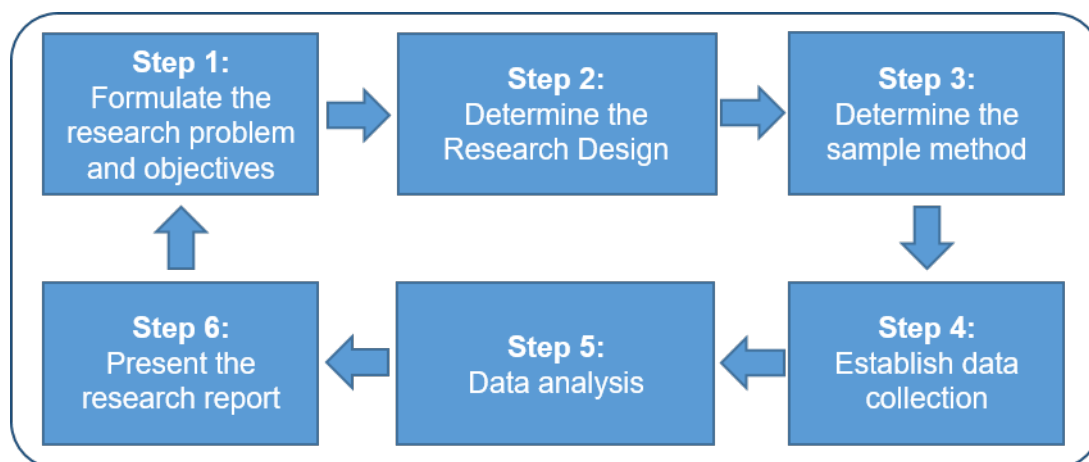 Step 1:
Formulate the
research problem
and objectives
Step 2:
Determine the
Research Design
Step 3:
Determine the
sample method
Step 4:
Establish data
collection
Step 5:
Data analysis
Step 6:
Present the
research report